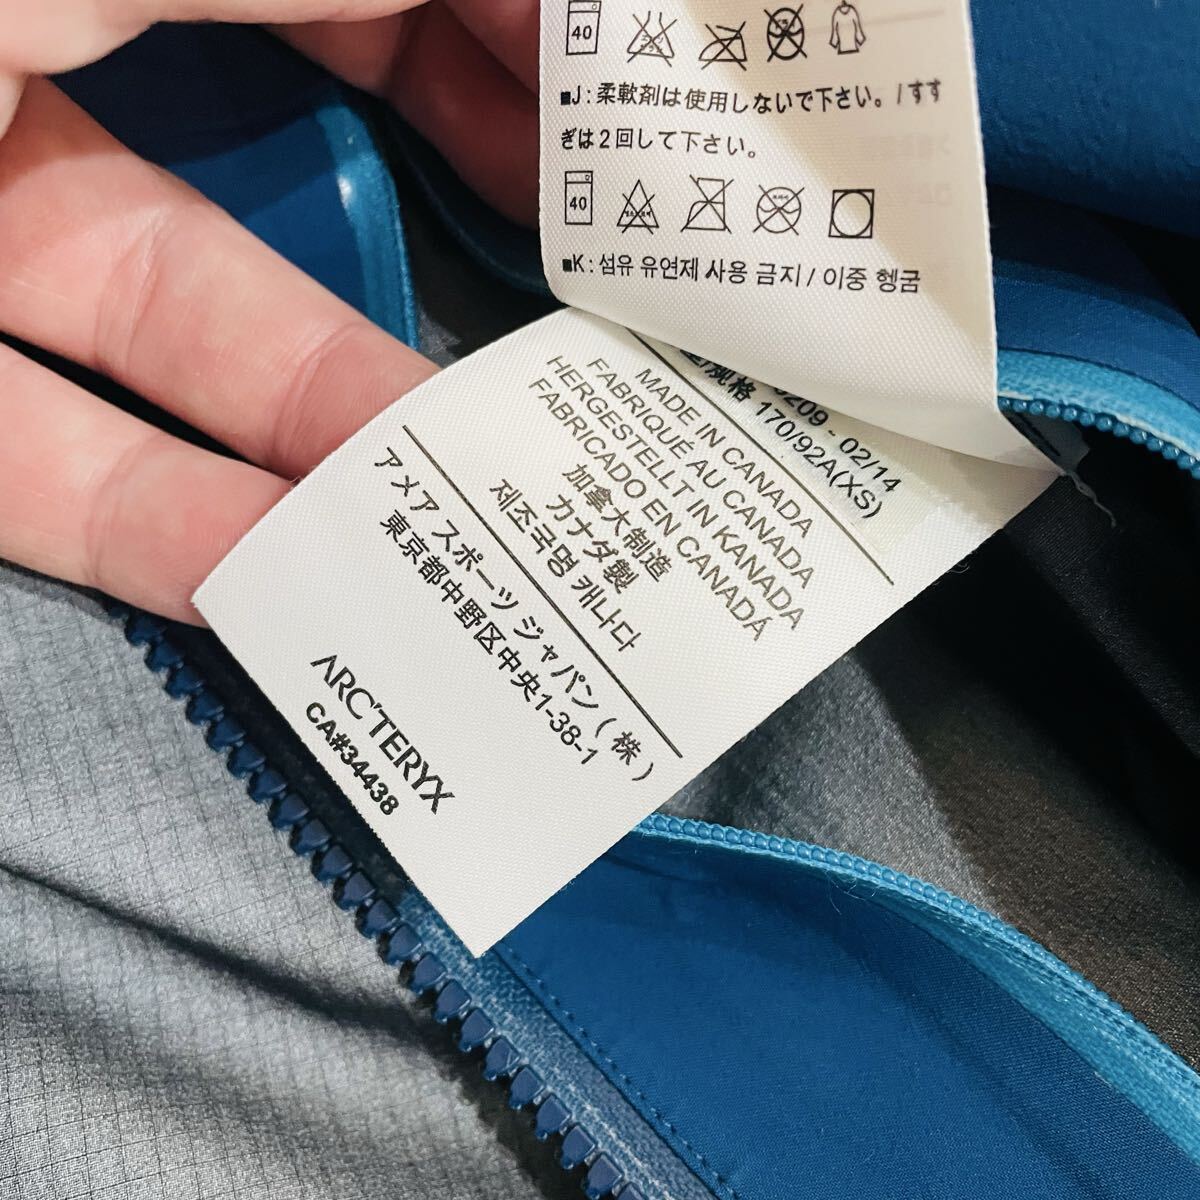 40
■J：柔軟剤は使用しないで下さい。/すす
ぎは2回して下さい。
40
■K：섬유 유연제 사용 금지 / 이중 헹굼
0209 - 02/14
/规格 170/92A(XS)
MADE IN CANADA
FABRIQUÉ AU CANADA
HERGESTELLT IN KANADA
FABRICADO EN CANADÁ
加拿大制造
カナダ製
제조국명 캐나다
アメア スポーツ ジャパン（株）
東京都中野区中央1-38-1
ARC'TERYX
CA#34438